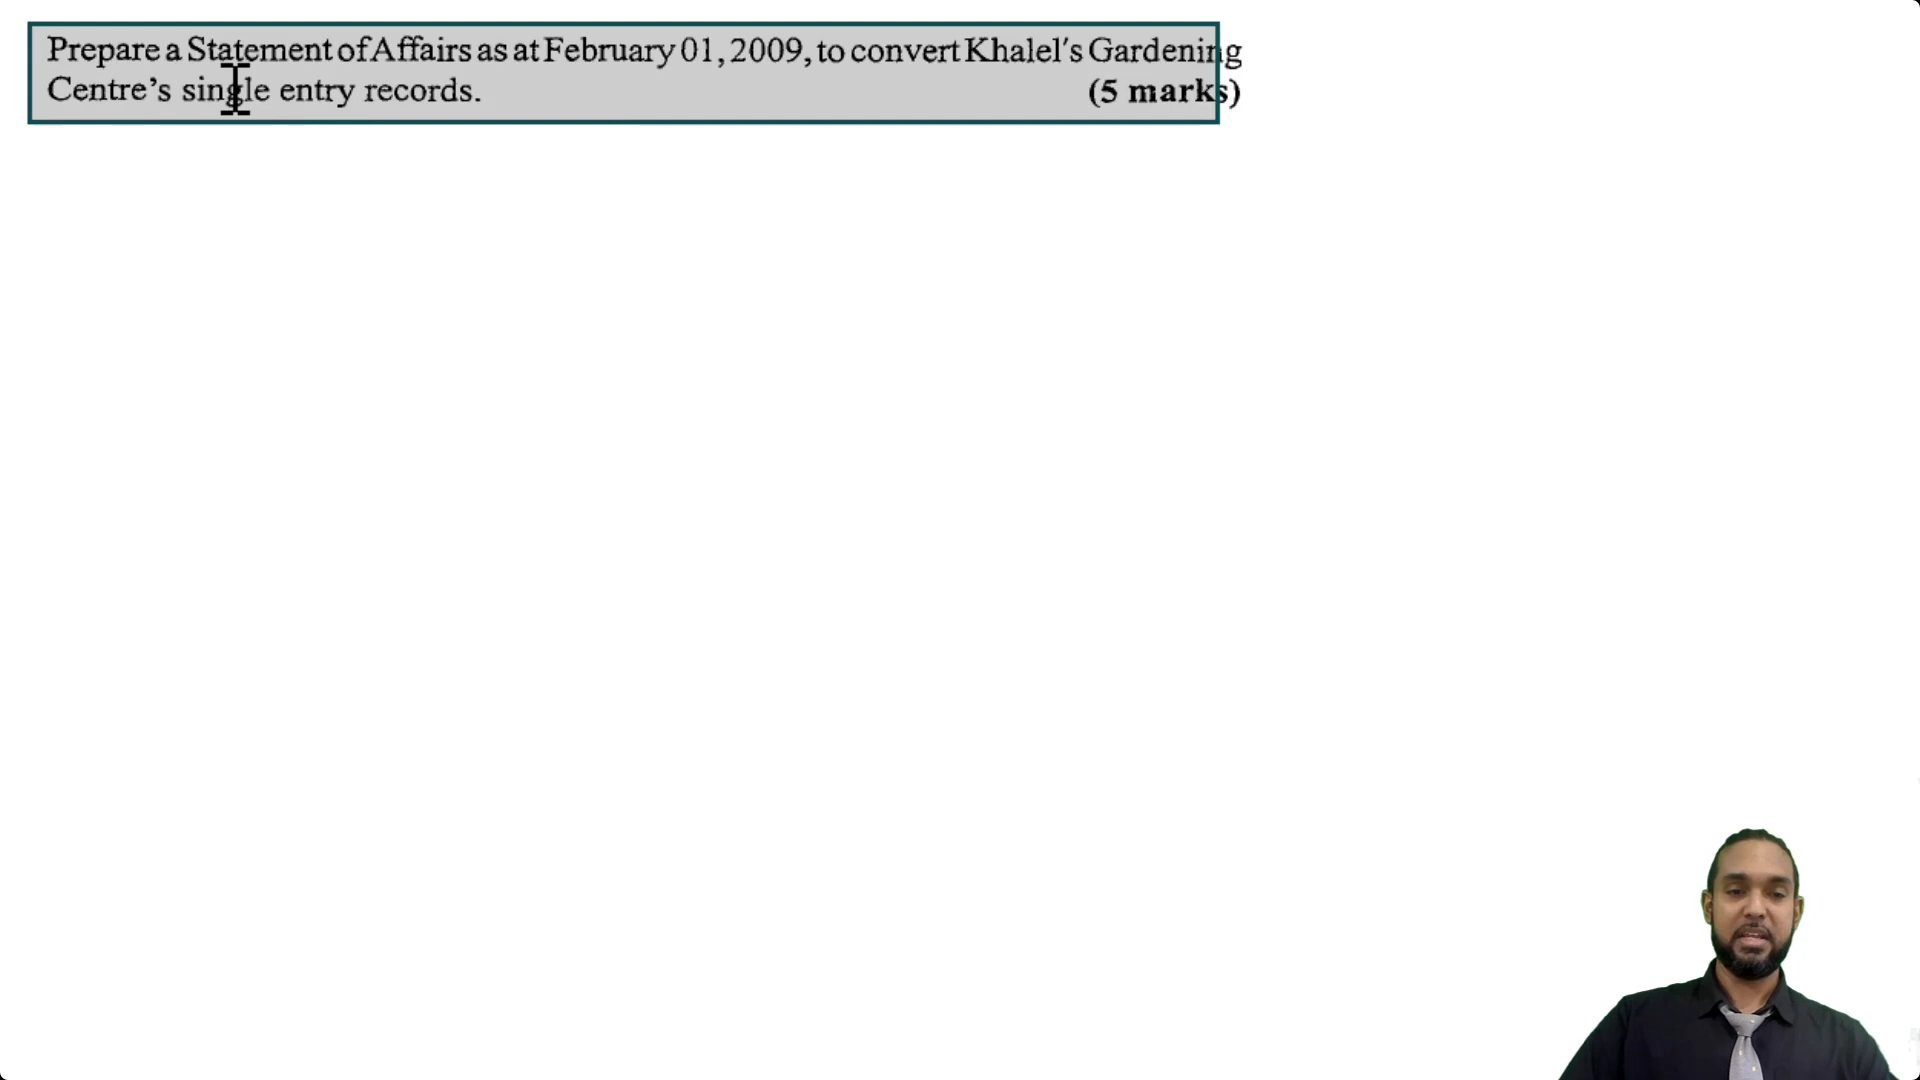 Prepare a Statement of Affairs as at February 01, 2009, to convert Khalel's Gardening
Centre’s single entry records. (5 marks)